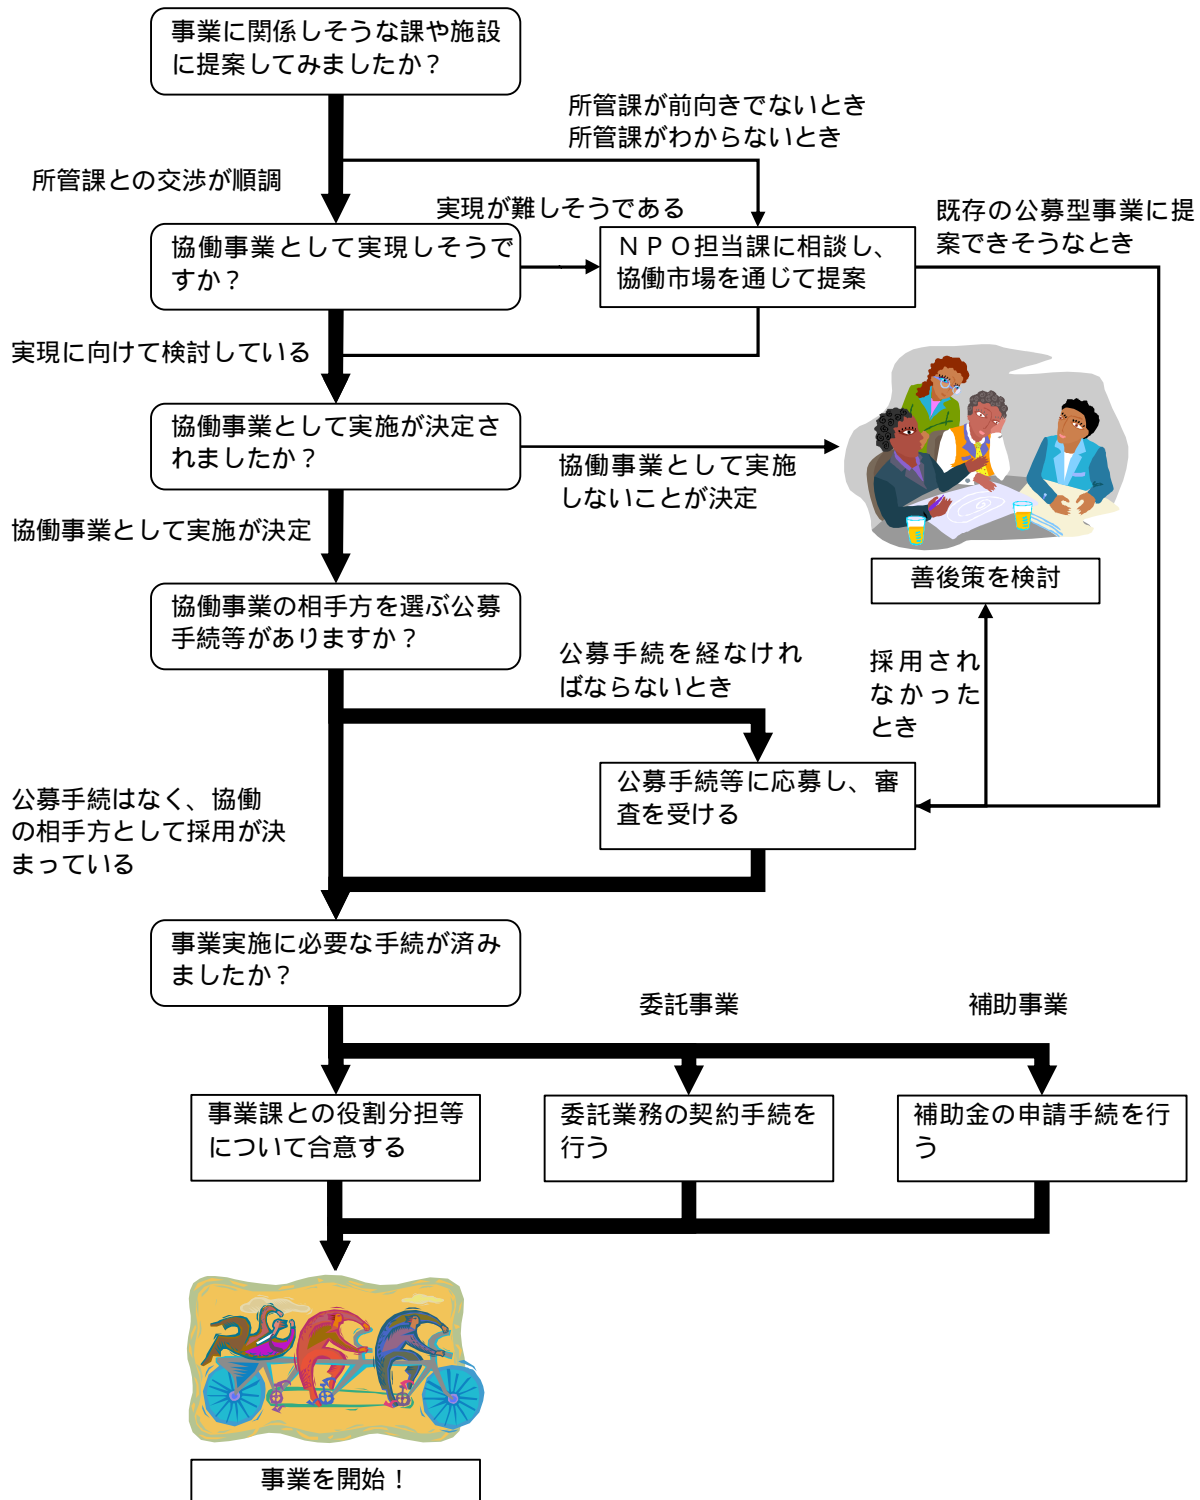 事業に関係しそうな課や施設
に提案してみましたか？
所管課が前向きでないとき
所管課がわからないとき
所管課との交渉が順調
実現が難しそうである
既存の公募型事業に提
案できそうなとき
協働事業として実現しそうで
すか？
ＮＰＯ担当課に相談し、
協働市場を通じて提案
実現に向けて検討している
協働事業として実施が決定さ
れましたか？
協働事業として実施
しないことが決定
協働事業として実施が決定
善後策を検討
協働事業の相手方を選ぶ公募
手続等がありますか？
公募手続を経なけれ
ばならないとき
採用され
なかった
とき
公募手続等に応募し、審
査を受ける
公募手続はなく、協働
の相手方として採用が決
まっている
事業実施に必要な手続が済み
ましたか？
委託事業
補助事業
事業課との役割分担等
について合意する
委託業務の契約手続を
行う
補助金の申請手続を行
う
事業を開始！